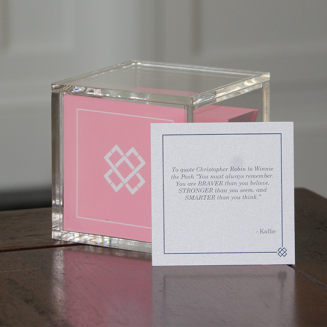 To quote Christopher Robin to Winnie
the Pooh "You must always remember.
You are BRAVER than you believe,
STRONGER than you seem, and
SMARTER than you think."
- Kallie